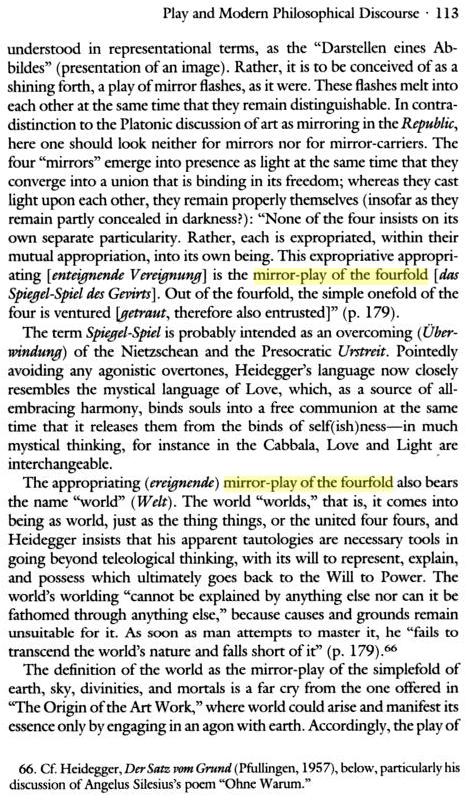 Play and Modern Philosophical Discourse · 113
understood in representational terms, as the "Darstellen eines Ab-
bildes" (presentation of an image). Rather, it is to be conceived of as a
shining forth, a play of mirror flashes, as it were. These flashes melt into
each other at the same time that they remain distinguishable. In contra-
distinction to the Platonic discussion of art as mirroring in the Republic,
here one should look neither for mirrors nor for mirror-carriers. The
four "mirrors" emerge into presence as light at the same time that they
converge into a union that is binding in its freedom; whereas they cast
light upon each other, they remain properly themselves (insofar as they
remain partly concealed in darkness?): "None of the four insists on its
own separate particularity. Rather, each is expropriated, within their
mutual appropriation, into its own being. This expropriative appropri-
ating [enteignende Vereignung] is the mirror-play of the fourfold [das
Spiegel-Spiel des Gevirts]. Out of the fourfold, the simple onefold of the
four is ventured [getraut, therefore also entrusted]" (p. 179).
The term Spiegel-Spiel is probably intended as an overcoming (Über-
windung) of the Nietzschean and the Presocratic Urstreit. Pointedly
avoiding any agonistic overtones, Heidegger's language now closely
resembles the mystical language of Love, which, as a source of all-
embracing harmony, binds souls into a free communion at the same
time that it releases them from the binds of self(ish)ness—in much
mystical thinking, for instance in the Cabbala, Love and Light are
interchangeable.
The appropriating (ereignende) mirror-play of the fourfold also bears
the name "world" (Welt). The world "worlds," that is, it comes into
being as world, just as the thing things, or the united four fours, and
Heidegger insists that his apparent tautologies are necessary tools in
going beyond teleological thinking, with its will to represent, explain,
and possess which ultimately goes back to the Will to Power. The
world's worlding "cannot be explained by anything else nor can it be
fathomed through anything else," because causes and grounds remain
unsuitable for it. As soon as man attempts to master it, he "fails to
transcend the world's nature and falls short of it" (p. 179).66
The definition of the world as the mirror-play of the simplefold of
earth, sky, divinities, and mortals is a far cry from the one offered in
"The Origin of the Art Work," where world could arise and manifest its
essence only by engaging in an agon with earth. Accordingly, the play of
66. Cf. Heidegger, Der Satz vom Grund (Pfullingen, 1957), below, particularly his
discussion of Angelus Silesius's poem "Ohne Warum."